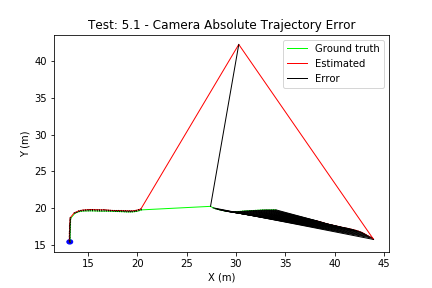 Test: 5.1 - Camera Absolute Trajectory Error
Ground truth
Estimated
Error
40
35
30
25
20
15
Y (m)
15 20 25 30 35 40 45
X (m)